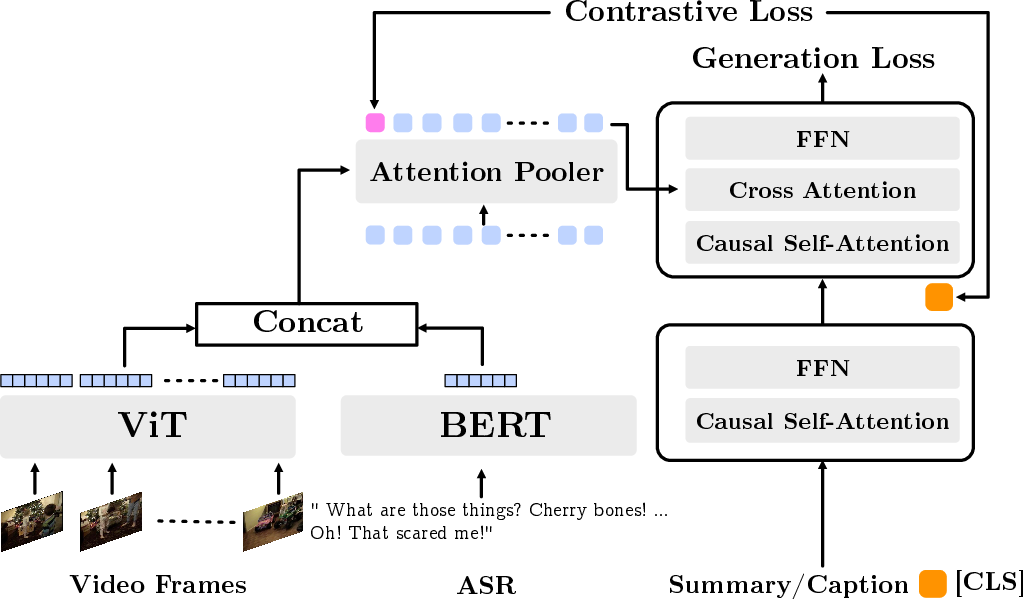 Contrastive Loss
Generation Loss
FFN
Attention Pooler
Cross Attention
Causal Self-Attention
Concat
FFN
ViT
BERT
Causal Self-Attention
" What are those things? Cherry bones! ...
Oh! That scared me!"
Video Frames
ASR
Summary/Caption [CLS]